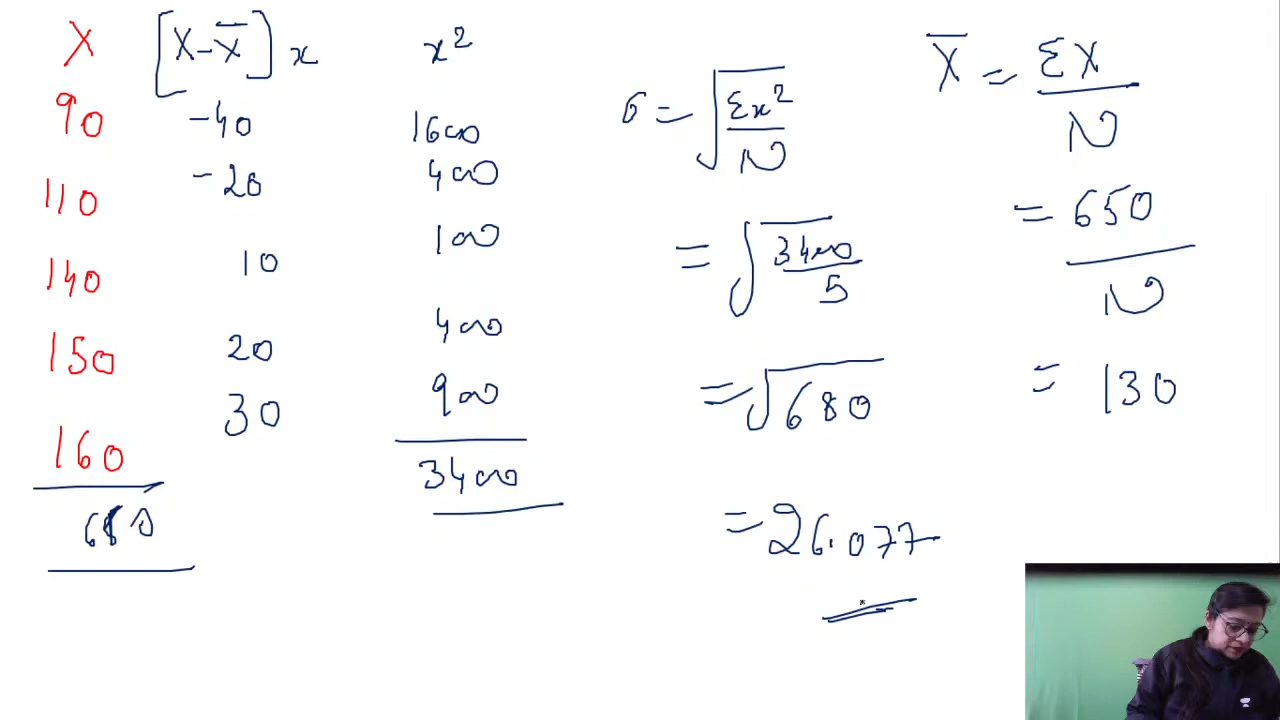 X [X-X̄] x x²
90 -40 1600
110 -20 400
140 10 100
150 20 400
160 30 900
3400
σ = √Σx²/N
= √3400/5
= √680
= 26.077
X̄ = ΣX/N
= 650/N
= 130